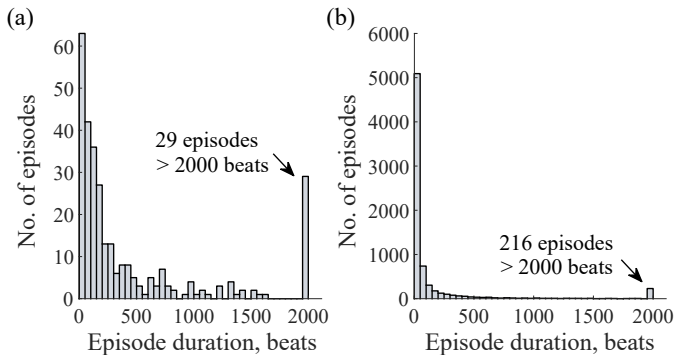 (a)
No. of episodes
60
50
40
30
20
10
0
0 500 1000 1500 2000
Episode duration, beats
29 episodes
> 2000 beats
(b)
No. of episodes
6000
5000
4000
3000
2000
1000
0
0 500 1000 1500 2000
Episode duration, beats
216 episodes
> 2000 beats